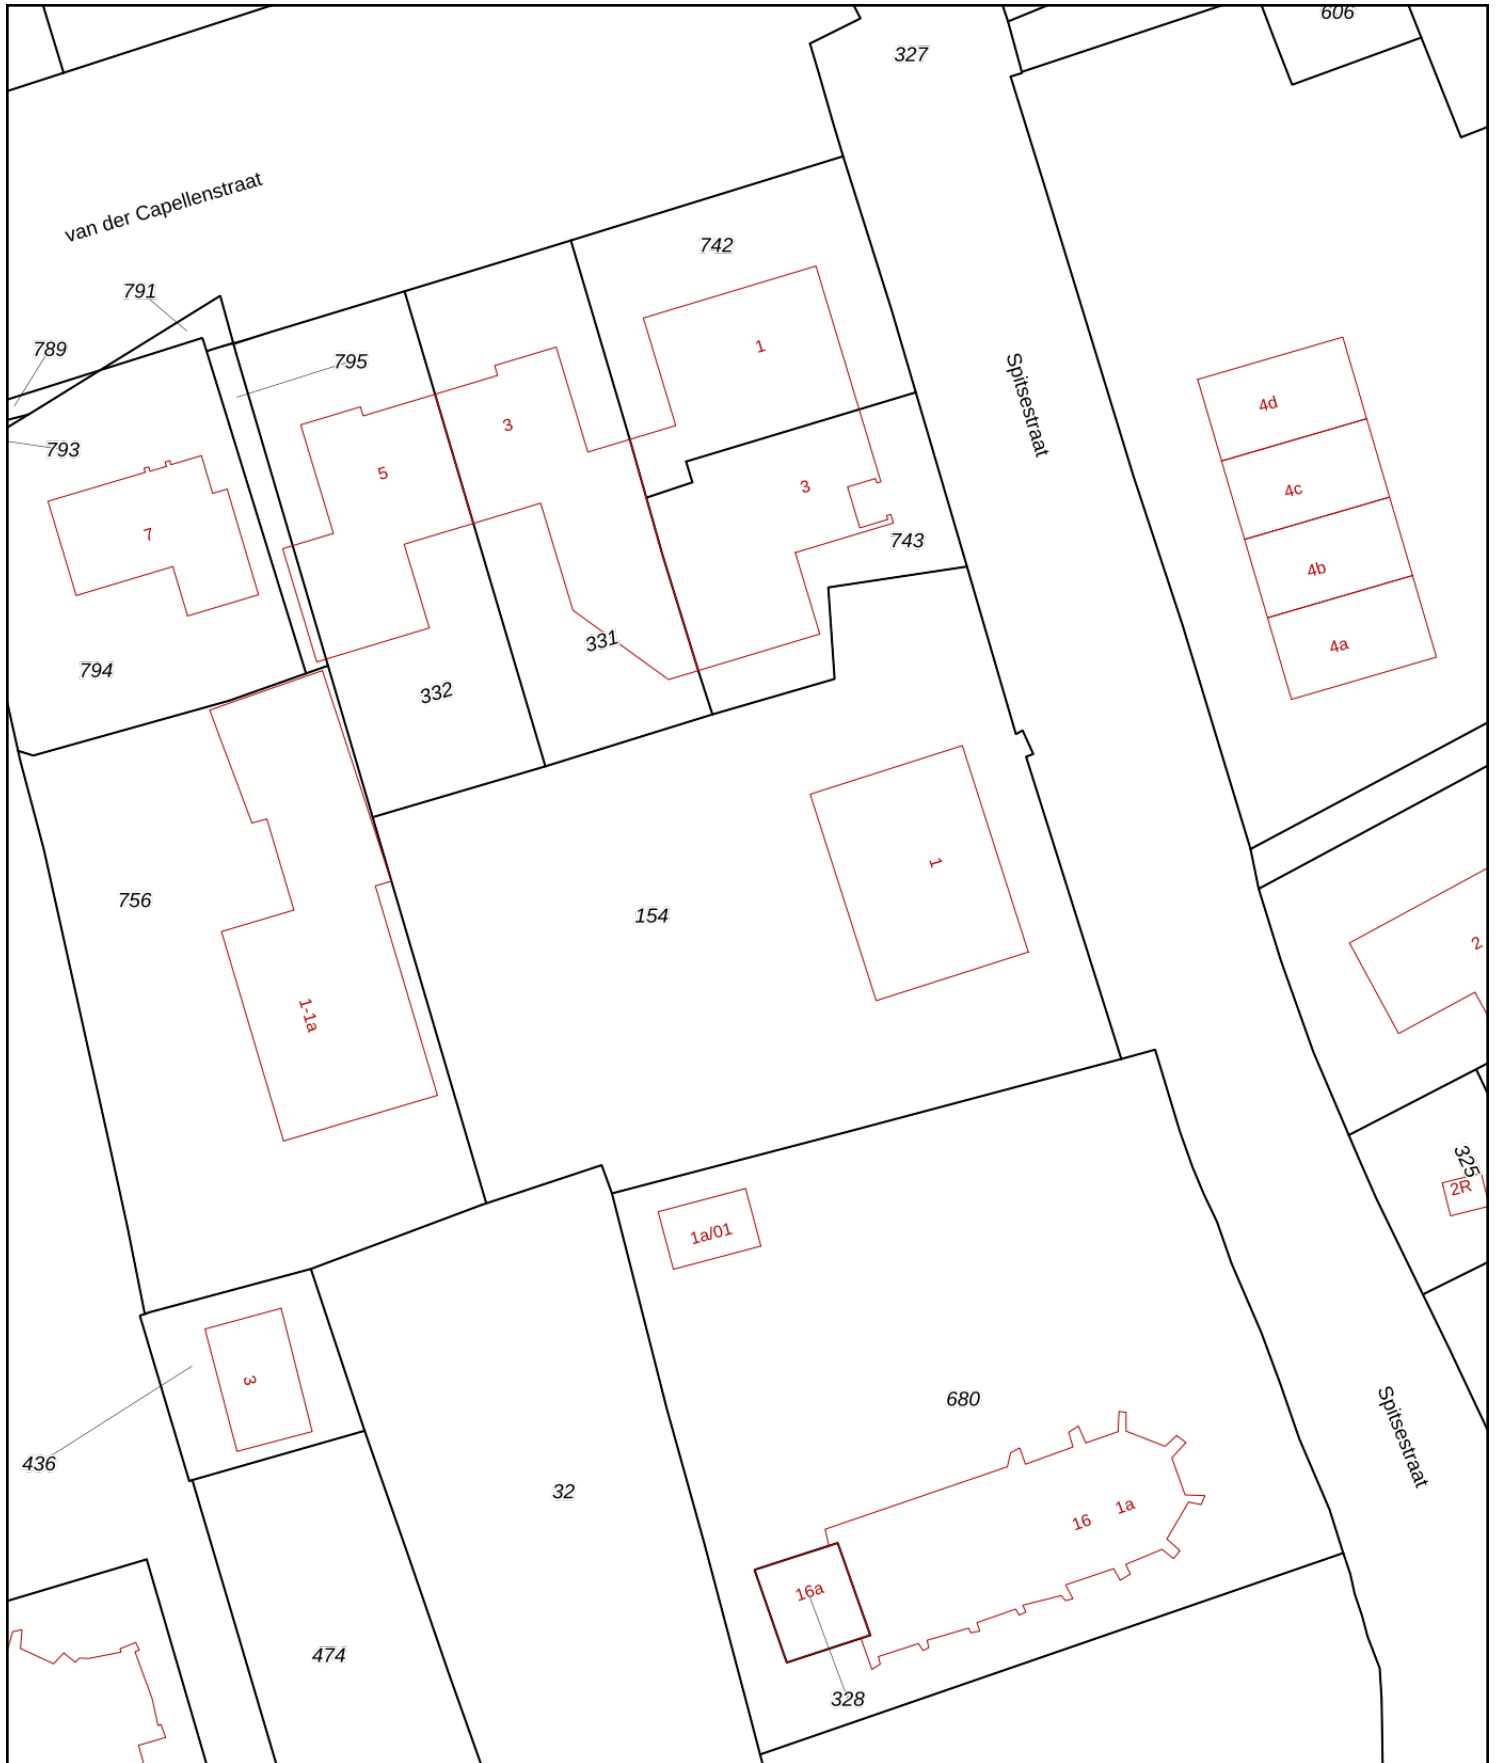 606
327
van der Capellenstraat
742
791
1
789
795
Spitsestraat
4d
3
793
5
3
4c
7
743
4b
331
4a
794
332
1
756
154
2
1-1a
325
2R
1a/01
3
680
436
32
Spitsestraat
16
1a
16a
474
328